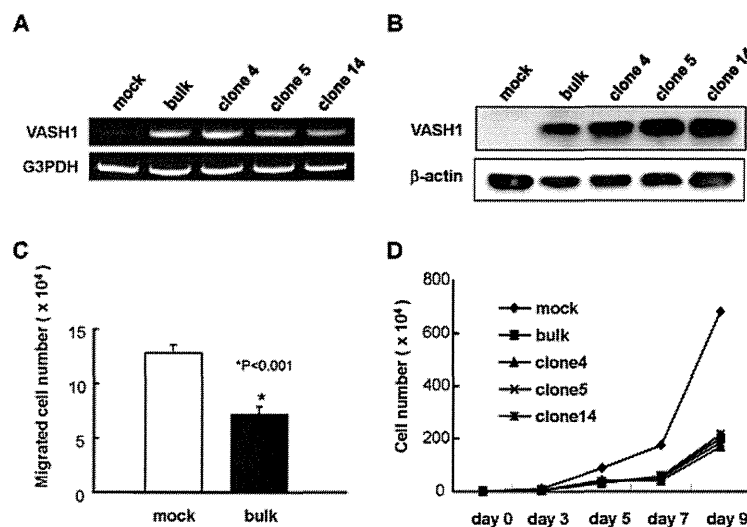 A
mock bulk clone 4 clone 5 clone 14
VASH1
G3PDH
B
mock bulk clone 4 clone 5 clone 14
VASH1
β-actin
C
Migrated cell number ( x 10⁴)
15
10
5
0
*P<0.001
*
mock bulk
D
Cell number ( x 10⁴)
800
600
400
200
0
mock
bulk
clone4
clone5
clone14
day 0 day 3 day 5 day 7 day 9